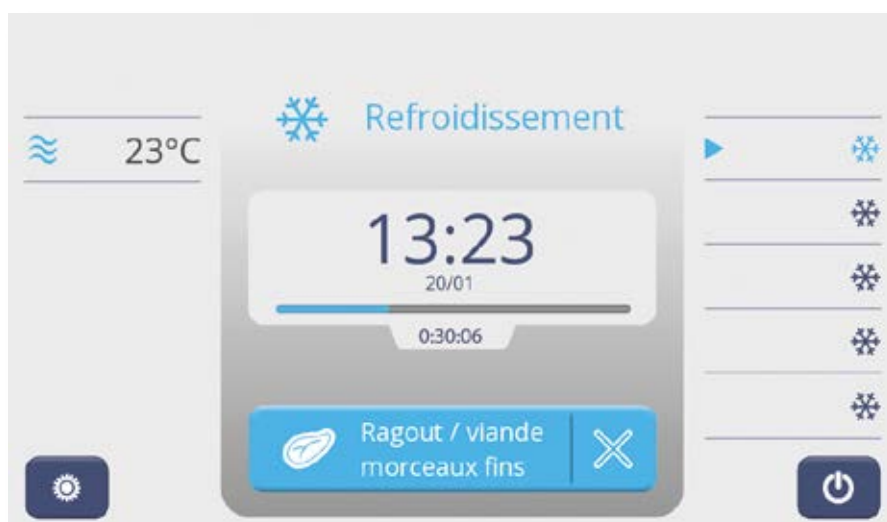 Refroidissement
23°C
13:23
20/01
0:30:06
Ragout / viande
morceaux fins